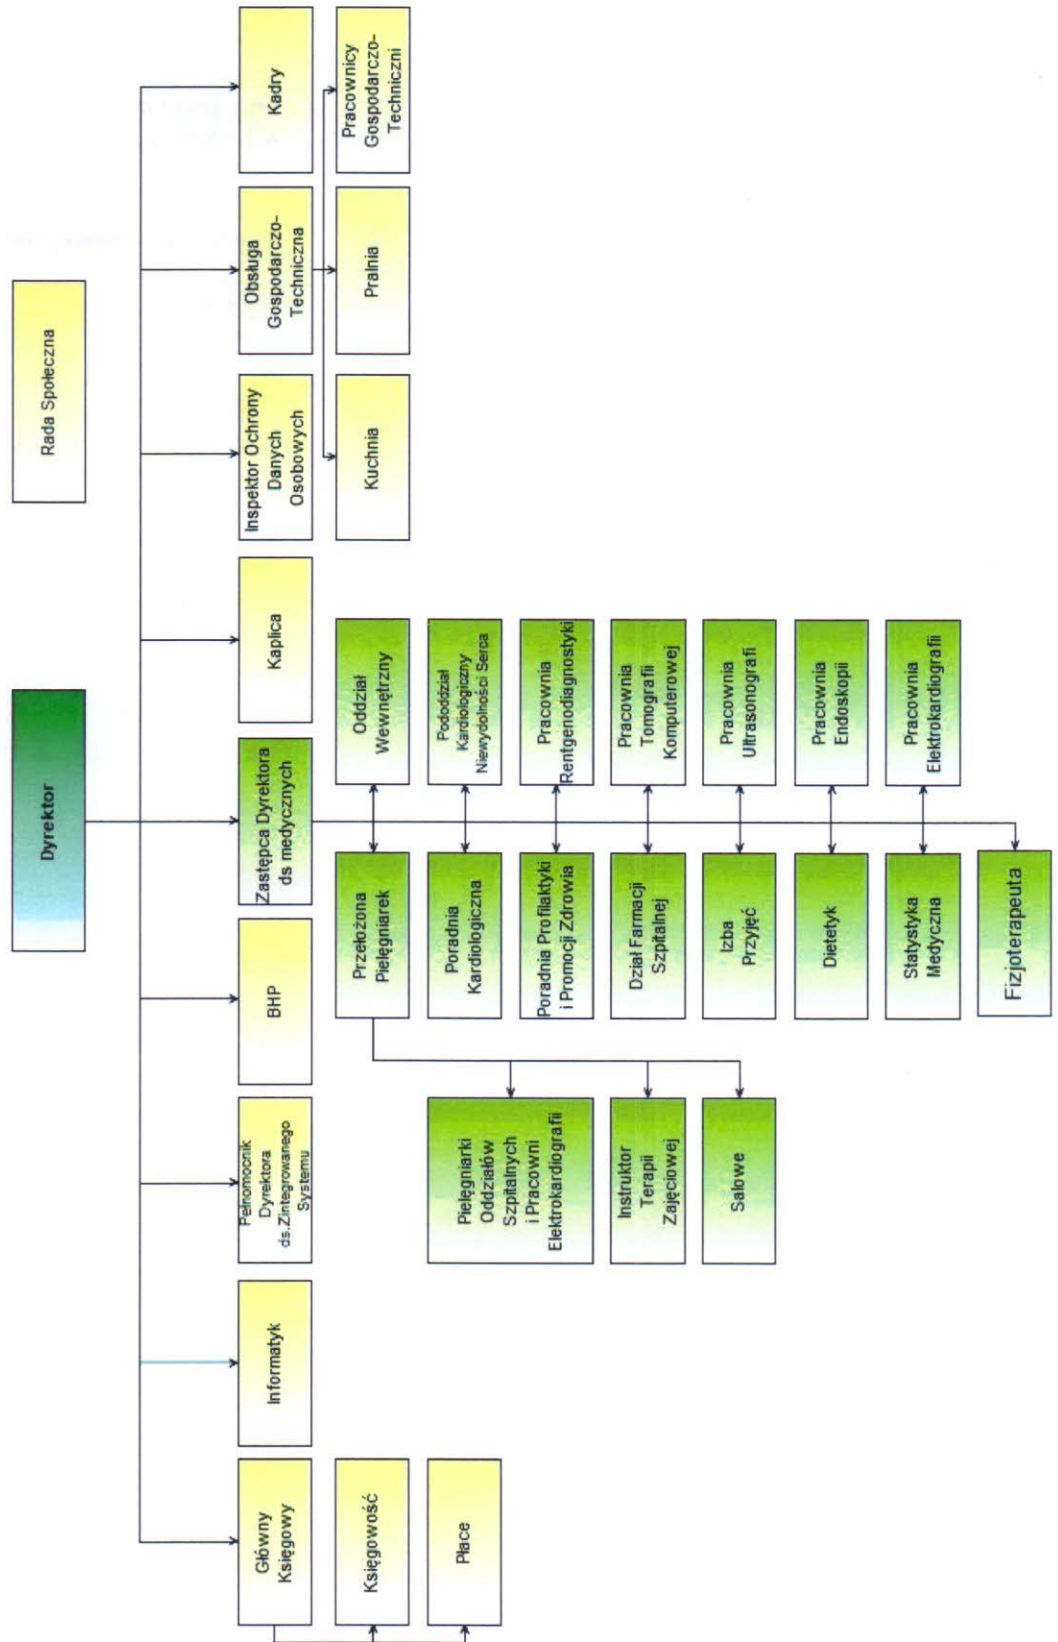 Dyrektor
Rada Społeczna
Główny
Księgowy
Informatyk
Pełnomocnik
Dyrektora
ds.Zintegrowanego
Systemu
BHP
Zastępca Dyrektora
ds medycznych
Kaplica
Inspektor Ochrony
Danych
Osobowych
Obsługa
Gospodarczo-
Techniczna
Kadry
Księgowość
Płace
Przełożona
Pielęgniarek
Oddział
Wewnętrzny
Kuchnia
Pralnia
Pracownicy
Gospodarczo-
Techniczni
Pielęgniarki
Oddziałów
Szpitalnych
i Pracowni
Elektrokardiografii
Poradnia
Kardiologiczna
Pododdział
Kardiologiczny
Niewydolności Serca
Poradnia Profilaktyki
i Promocji Zdrowia
Pracownia
Rentgenodiagnostyki
Instruktor
Terapii
Zajęciowej
Dział Farmacji
Szpitalnej
Pracownia
Tomografii
Komputerowej
Salowe
Izba
Przyjęć
Pracownia
Ultrasonografi
Dietetyk
Pracownia
Endoskopii
Statystyka
Medyczna
Pracownia
Elektrokardiografii
Fizjoterapeuta